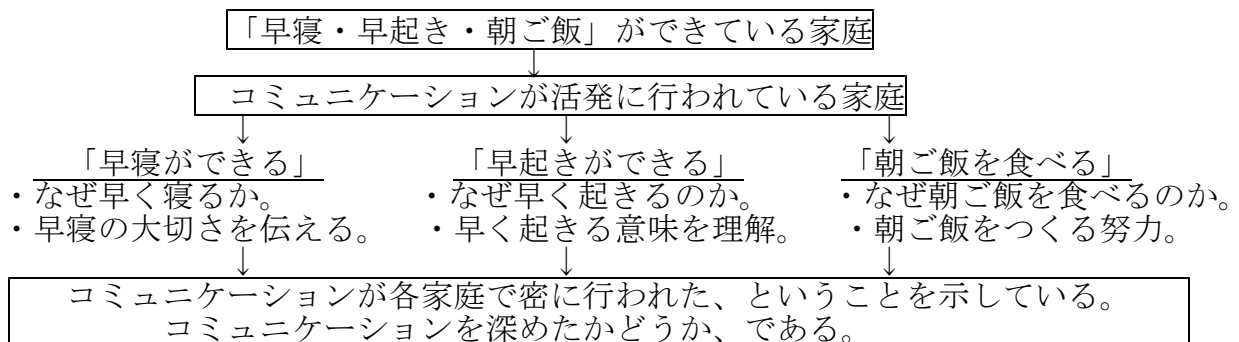 「早寝・早起き・朝ご飯」ができている家庭
↓
コミュニケーションが活発に行われている家庭
↓ ↓ ↓
「早寝ができる」 「早起きができる」 「朝ご飯を食べる」
・なぜ早く寝るか。 ・なぜ早く起きるのか。 ・なぜ朝ご飯を食べるのか。
・早寝の大切さを伝える。 ・早く起きる意味を理解。 ・朝ご飯をつくる努力。
↓ ↓ ↓
コミュニケーションが各家庭で密に行われた、ということを示している。
コミュニケーションを深めたかどうか、である。